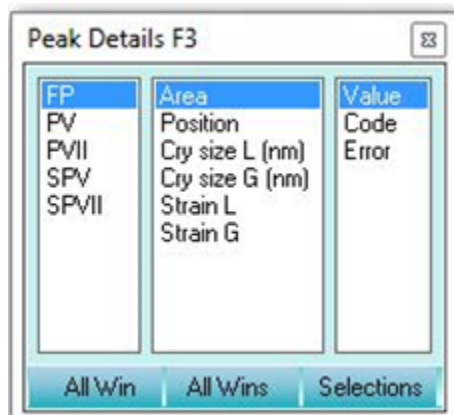 Peak Details F3
FP
PV
PVII
SPV
SPVII
Area
Position
Cry size L (nm)
Cry size G (nm)
Strain L
Strain G
Value
Code
Error
All Win
All Wins
Selections